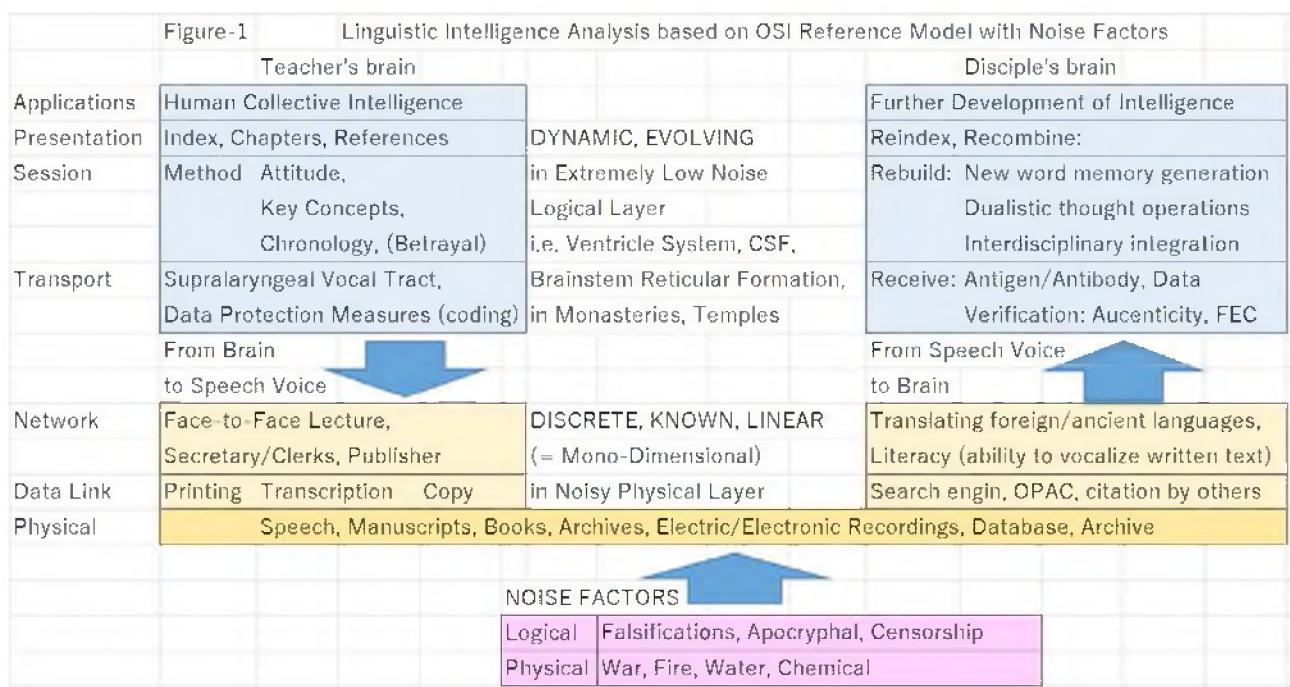 Figure-1 Linguistic Intelligence Analysis based on OSI Reference Model with Noise Factors
Teacher's brain Disciple's brain
Applications Human Collective Intelligence Further Development of Intelligence
Presentation Index, Chapters, References DYNAMIC, EVOLVING Reindex, Recombine:
Session Method Attitude, in Extremely Low Noise Rebuild: New word memory generation
Key Concepts, Logical Layer Dualistic thought operations
Chronology, (Betrayal) i.e. Ventricle System, CSF, Interdisciplinary integration
Transport Supralaryngeal Vocal Tract, Brainstem Reticular Formation, Receive: Antigen/Antibody, Data
Data Protection Measures (coding) in Monasteries, Temples Verification: Aucenticity, FEC
From Brain From Speech Voice
to Speech Voice to Brain
Network Face-to-Face Lecture, DISCRETE, KNOWN, LINEAR Translating foreign/ancient languages,
Secretary/Clerks, Publisher (= Mono-Dimensional) Literacy (ability to vocalize written text)
Data Link Printing Transcription Copy in Noisy Physical Layer Search engin, OPAC, citation by others
Physical Speech, Manuscripts, Books, Archives, Electric/Electronic Recordings, Database, Archive
NOISE FACTORS
Logical Falsifications, Apocryphal, Censorship
Physical War, Fire, Water, Chemical